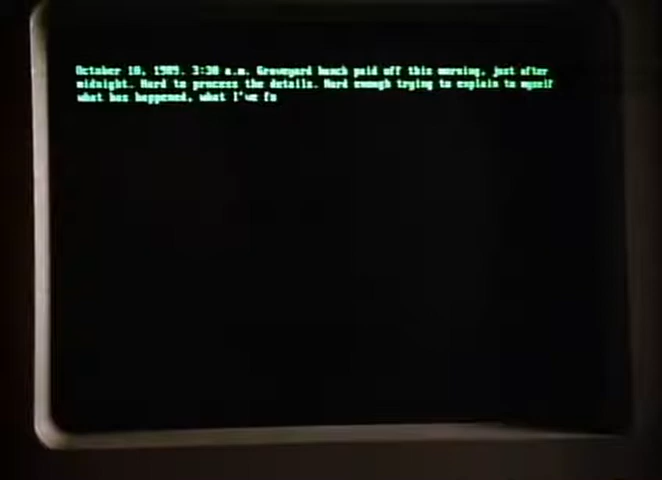 October 10, 1989. 3:30 a.m. Graveyard hunch paid off this morning, just after
midnight. Hard to process the details. Hard enough trying to explain to myself
what has happened, what I've fo